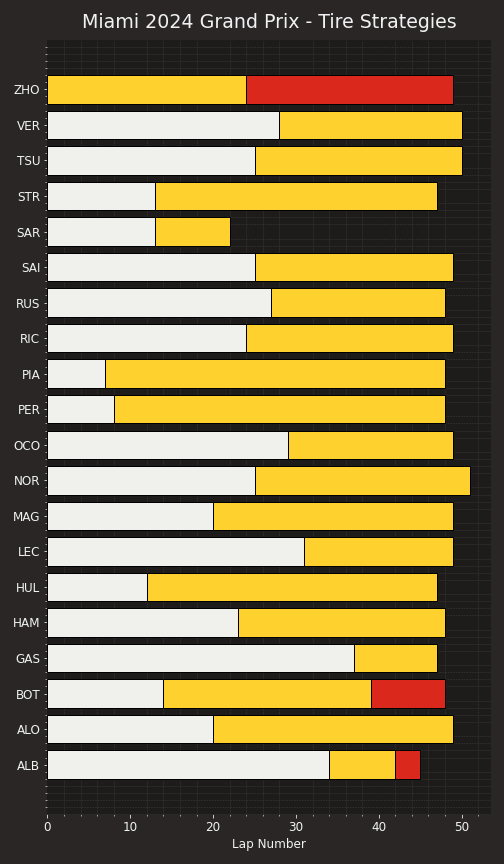 Miami 2024 Grand Prix - Tire Strategies
ZHO
VER
TSU
STR
SAR
SAI
RUS
RIC
PIA
PER
OCO
NOR
MAG
LEC
HUL
HAM
GAS
BOT
ALO
ALB
0 10 20 30 40 50
Lap Number